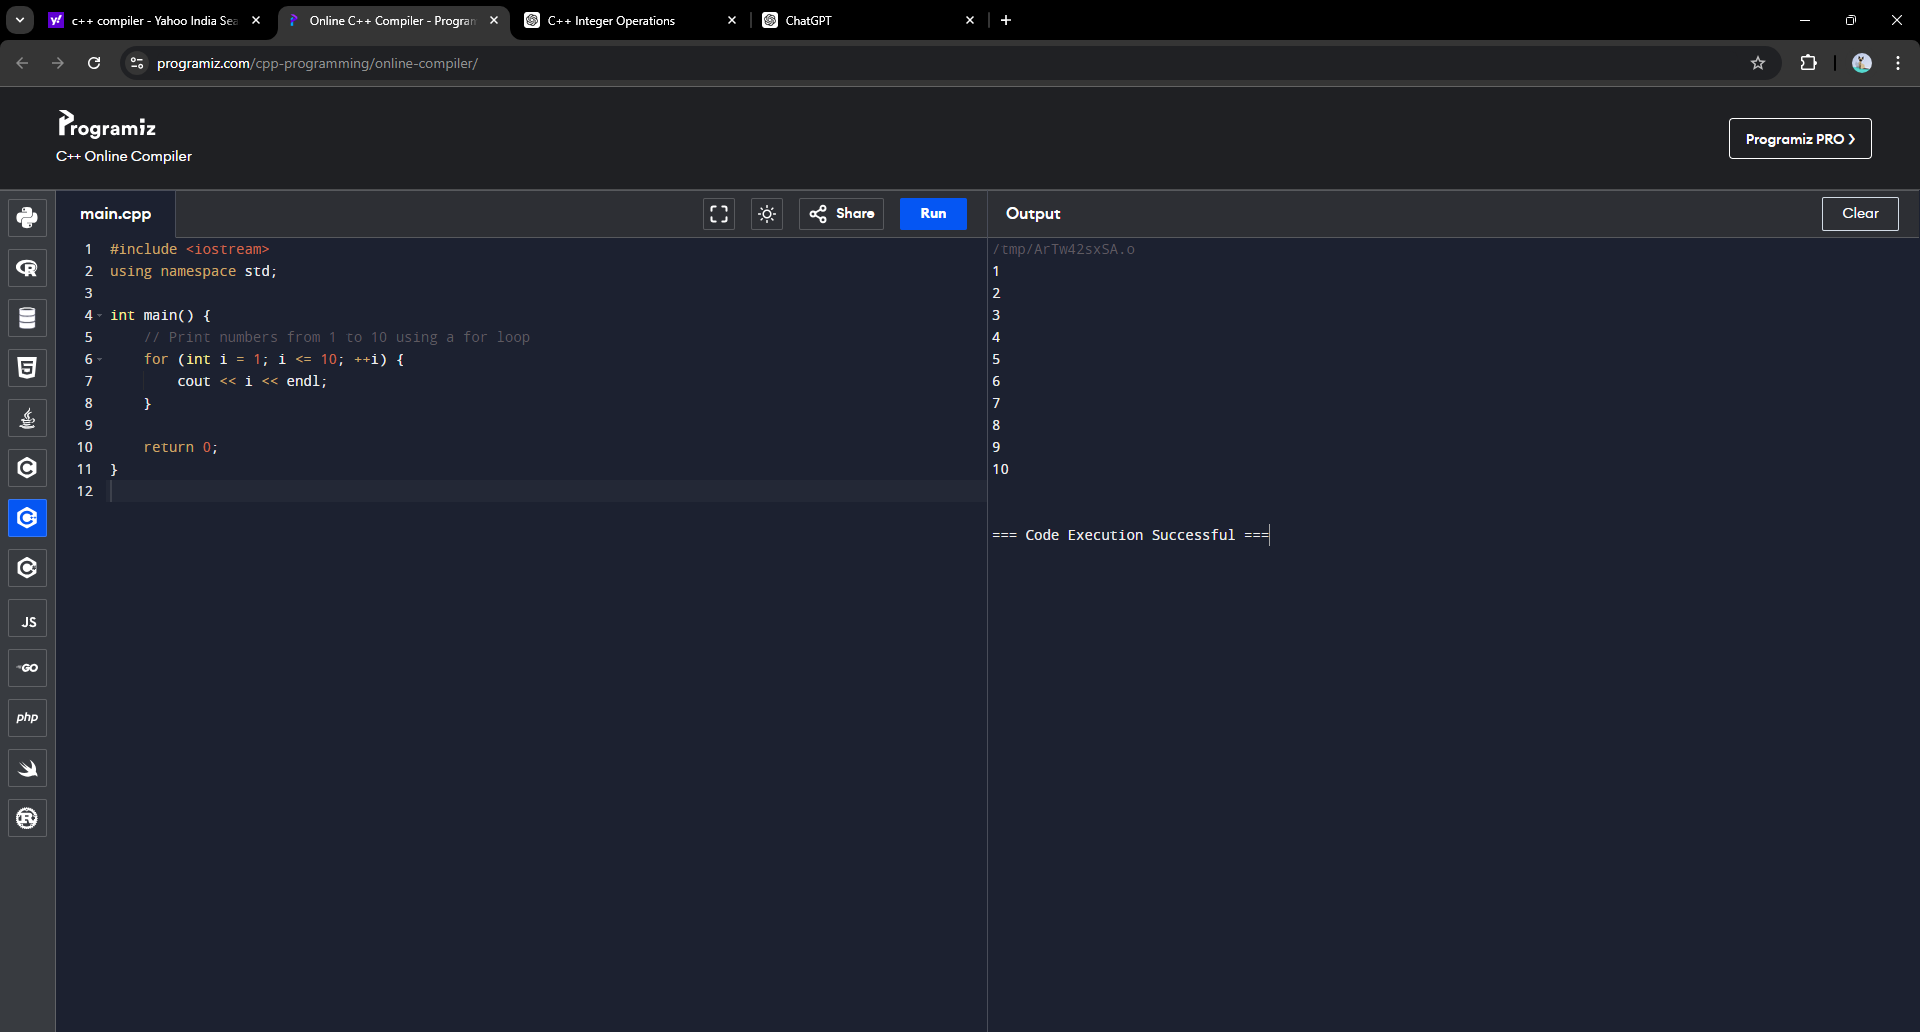 c++ compiler - Yahoo India Sea
Online C++ Compiler - Program
C++ Integer Operations
ChatGPT
programiz.com/cpp-programming/online-compiler/
Programiz
C++ Online Compiler
Programiz PRO ❯
main.cpp
Share
Run
Output
Clear
1 #include <iostream>
2 using namespace std;
3
4 int main() {
5 // Print numbers from 1 to 10 using a for loop
6 for (int i = 1; i <= 10; ++i) {
7 cout << i << endl;
8 }
9
10 return 0;
11 }
12
/tmp/ArTw42sxSA.o
1
2
3
4
5
6
7
8
9
10
=== Code Execution Successful ===
JS
GO
php